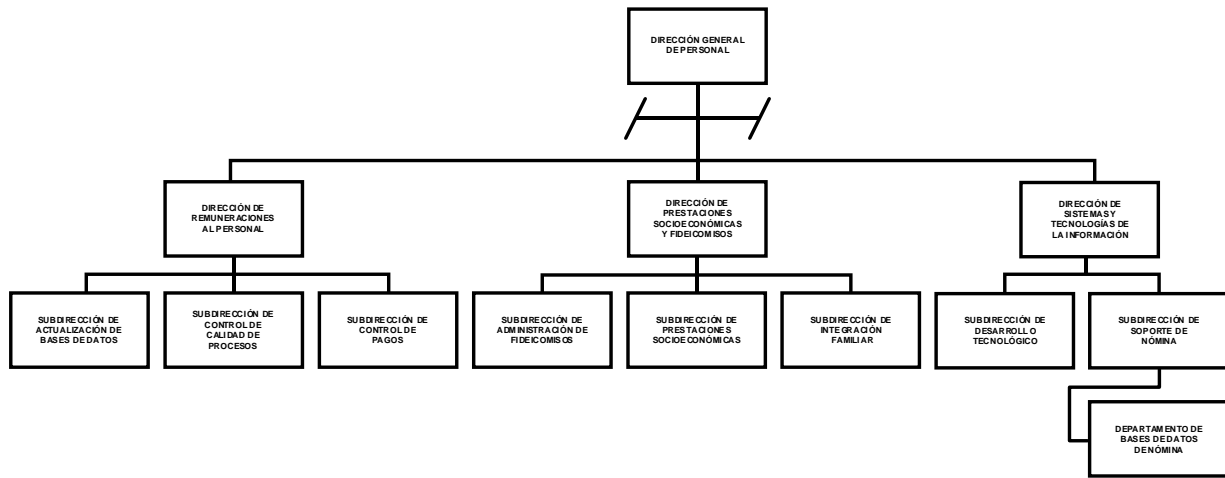 DIRECCIÓN GENERAL
DE PERSONAL
DIRECCIÓN DE
REMUNERACIONES
AL PERSONAL
DIRECCIÓN DE
PRESTACIONES
SOCIOECONÓMICAS
Y FIDEICOMISOS
DIRECCIÓN DE
SISTEMAS Y
TECNOLOGÍAS DE
LA INFORMACIÓN
SUBDIRECCIÓN DE
ACTUALIZACIÓN DE
BASES DE DATOS
SUBDIRECCIÓN DE
CONTROL DE
CALIDAD DE
PROCESOS
SUBDIRECCIÓN DE
CONTROL DE
PAGOS
SUBDIRECCIÓN DE
ADMINISTRACIÓN DE
FIDEICOMISOS
SUBDIRECCIÓN DE
PRESTACIONES
SOCIOECONÓMICAS
SUBDIRECCIÓN DE
INTEGRACIÓN
FAMILIAR
SUBDIRECCIÓN DE
DESARROLLO
TECNOLÓGICO
SUBDIRECCIÓN DE
SOPORTE DE
NÓMINA
DEPARTAMENTO DE
BASES DE DATOS
DE NÓMINA